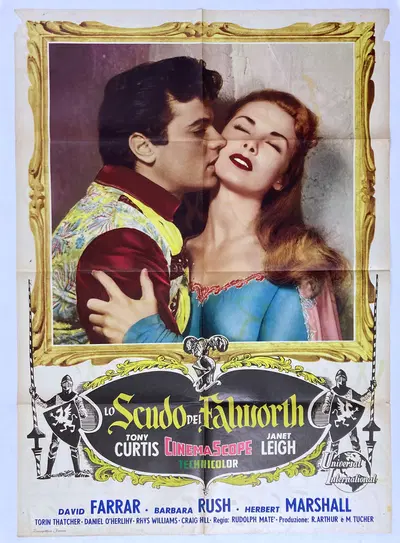 LO SCUDO DEI FALWORTH
TONY CURTIS CINEMASCOPE JANET LEIGH
TECHNICOLOR
Universal International
DAVID FARRAR - BARBARA RUSH - HERBERT MARSHALL
TORIN THATCHER - DANIEL O'HERLIHY - RHYS WILLIAMS - CRAIG HILL - Regia: RUDOLPH MATE' - Produzione: R. ARTHUR e M. TUCKER